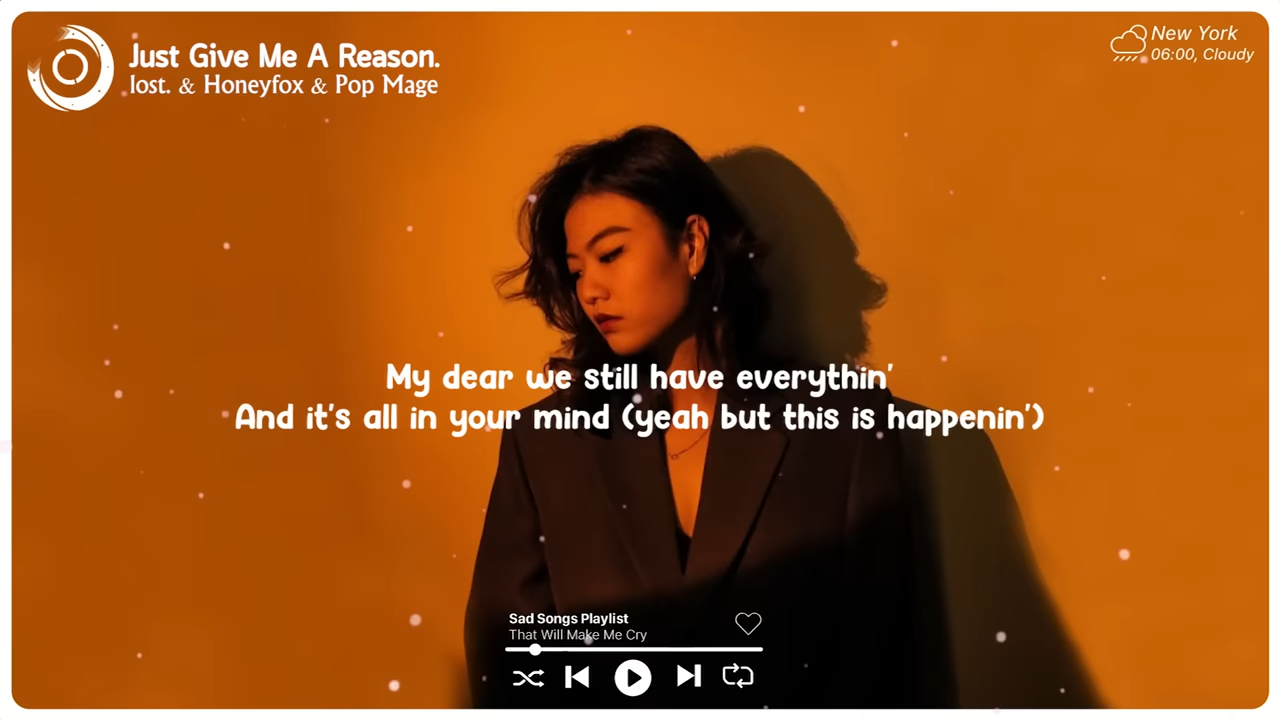 Just Give Me A Reason.
lost. & Honeyfox & Pop Mage
New York
06:00, Cloudy
My dear we still have everythin'
And it's all in your mind (yeah but this is happenin')
Sad Songs Playlist
That Will Make Me Cry